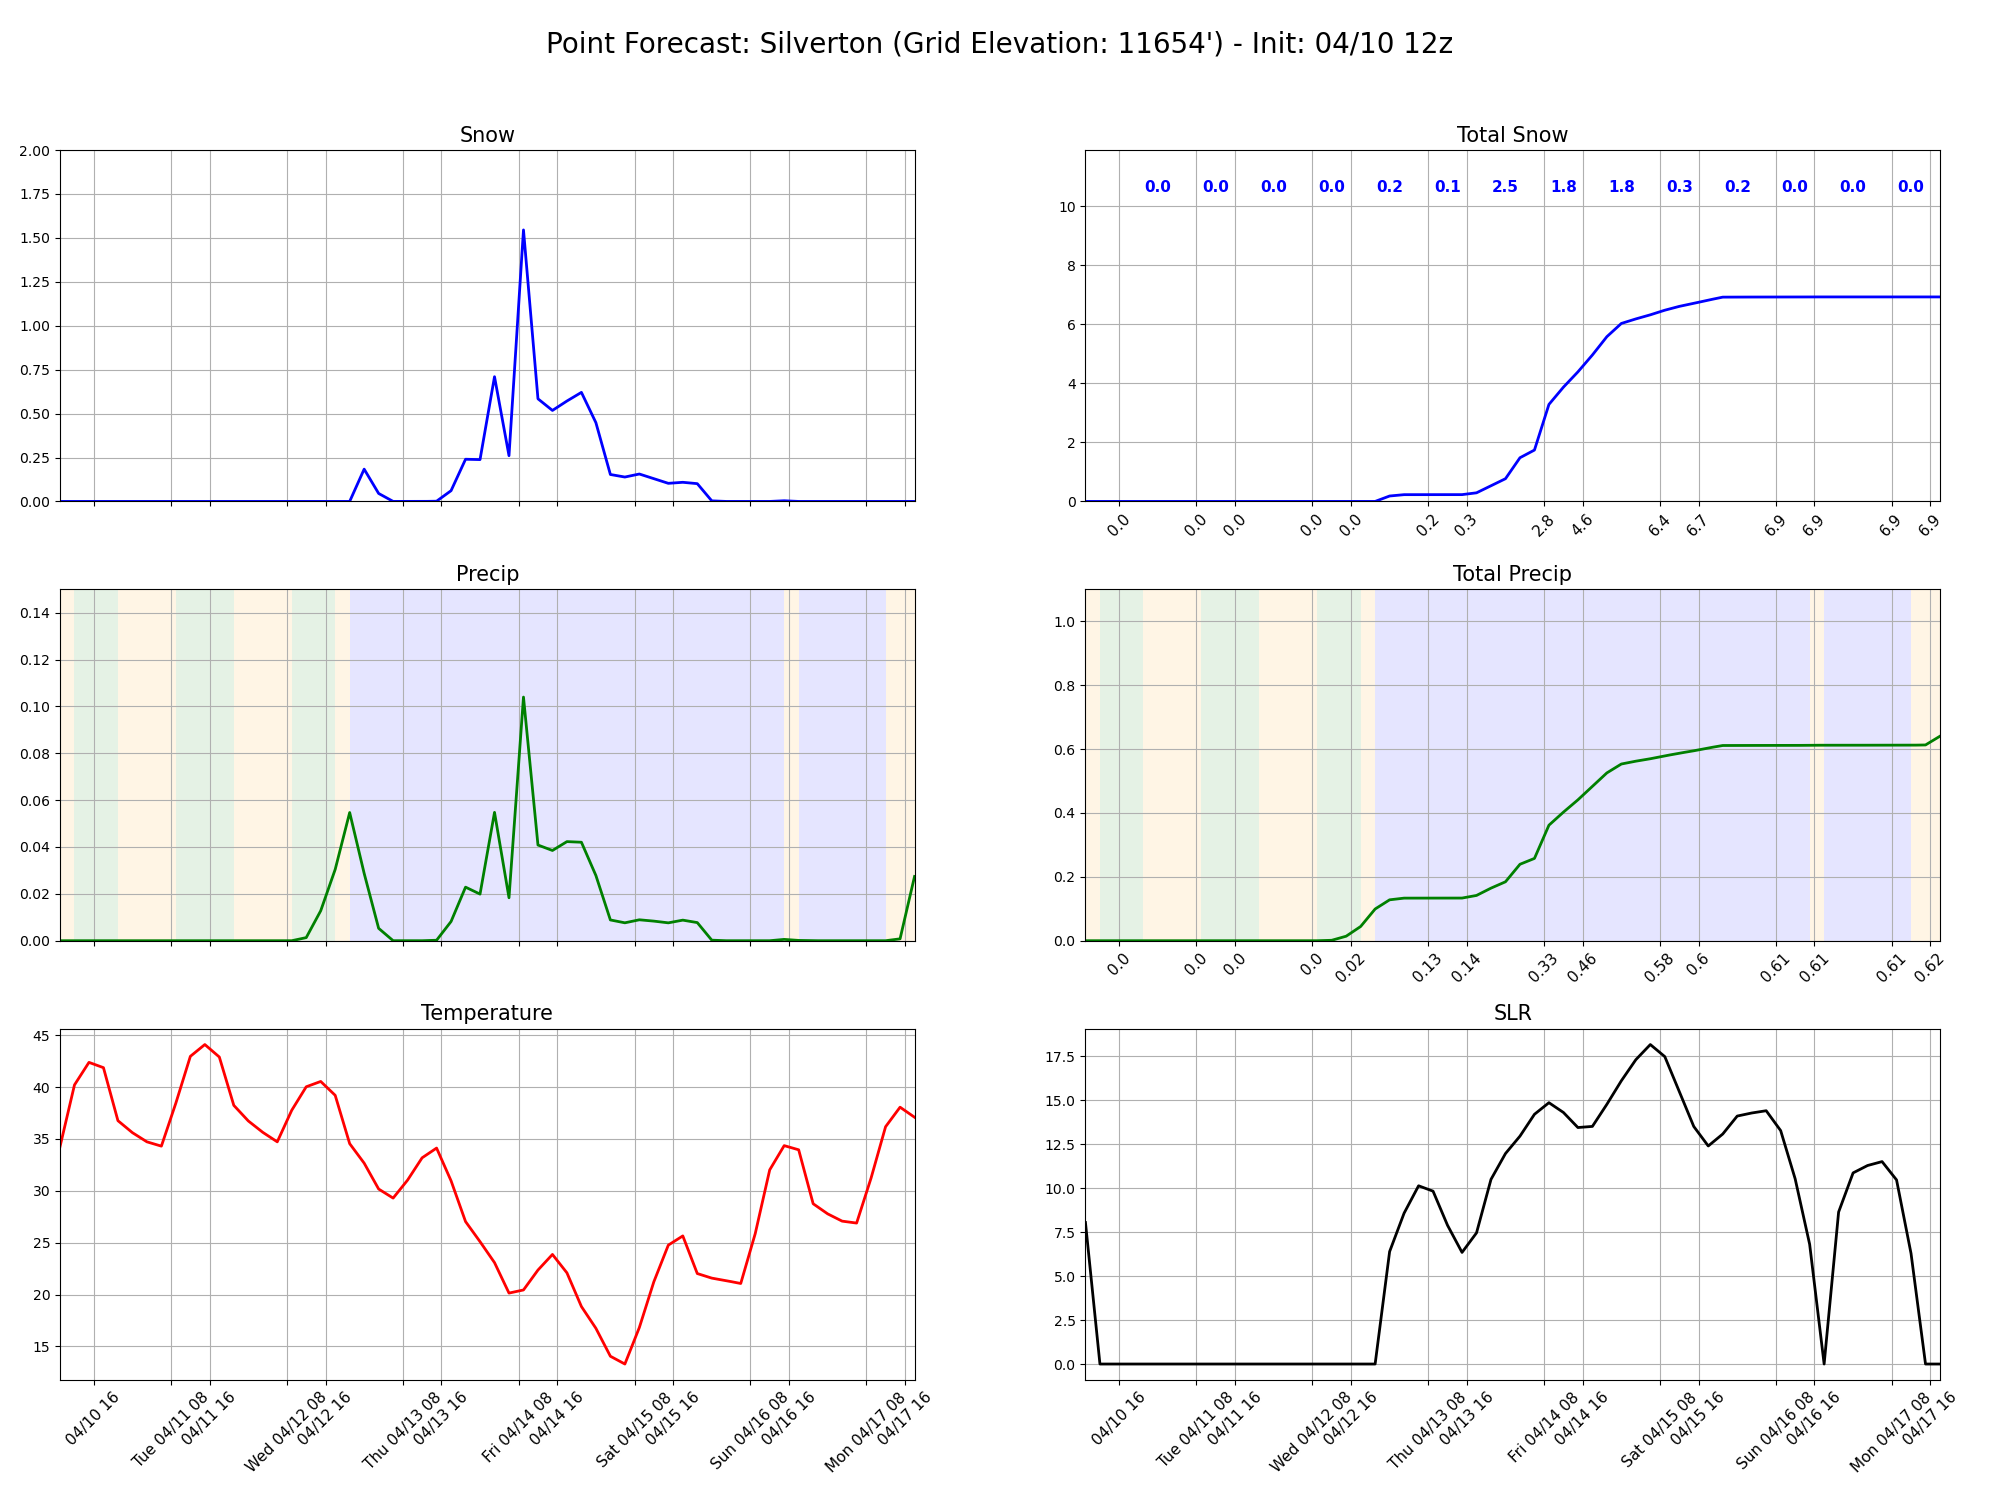 Point Forecast: Silverton (Grid Elevation: 11654') - Init: 04/10 12z
Snow
2.00
1.75
1.50
1.25
1.00
0.75
0.50
0.25
0.00
Total Snow
0.0 0.0 0.0 0.0 0.2 0.1 2.5 1.8 1.8 0.3 0.2 0.0 0.0 0.0
10
8
6
4
2
0
0.0 0.0 0.0 0.0 0.0 0.2 0.3 2.8 4.6 6.4 6.7 6.9 6.9 6.9 6.9
Precip
0.14
0.12
0.10
0.08
0.06
0.04
0.02
0.00
Total Precip
1.0
0.8
0.6
0.4
0.2
0.0
0.0 0.0 0.0 0.0 0.02 0.13 0.14 0.33 0.46 0.58 0.6 0.61 0.61 0.61 0.62
Temperature
45
40
35
30
25
20
15
04/10 16
Tue 04/11 08
04/11 16
Wed 04/12 08
04/12 16
Thu 04/13 08
04/13 16
Fri 04/14 08
04/14 16
Sat 04/15 08
04/15 16
Sun 04/16 08
04/16 16
Mon 04/17 08
04/17 16
SLR
17.5
15.0
12.5
10.0
7.5
5.0
2.5
0.0
04/10 16
Tue 04/11 08
04/11 16
Wed 04/12 08
04/12 16
Thu 04/13 08
04/13 16
Fri 04/14 08
04/14 16
Sat 04/15 08
04/15 16
Sun 04/16 08
04/16 16
Mon 04/17 08
04/17 16